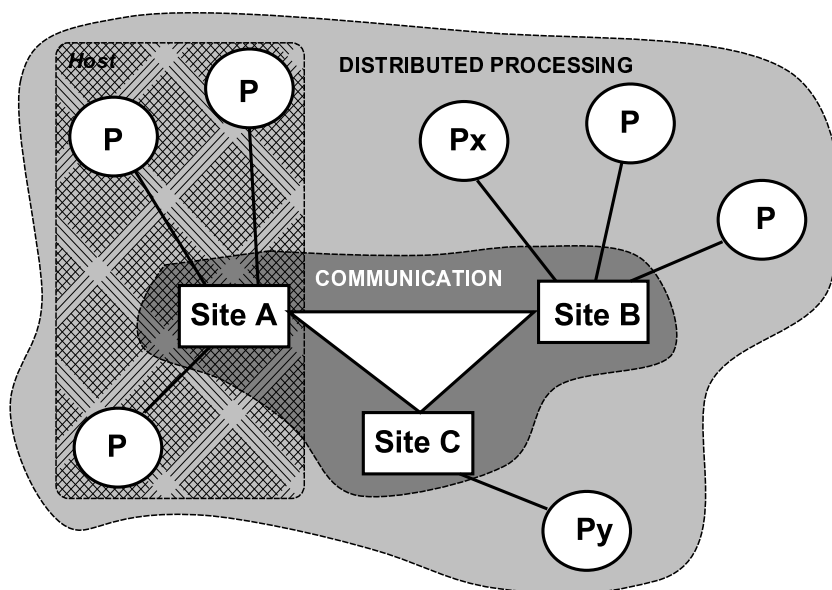 Host
DISTRIBUTED PROCESSING
P
P
Px
P
P
COMMUNICATION
Site A
Site B
Site C
P
Py